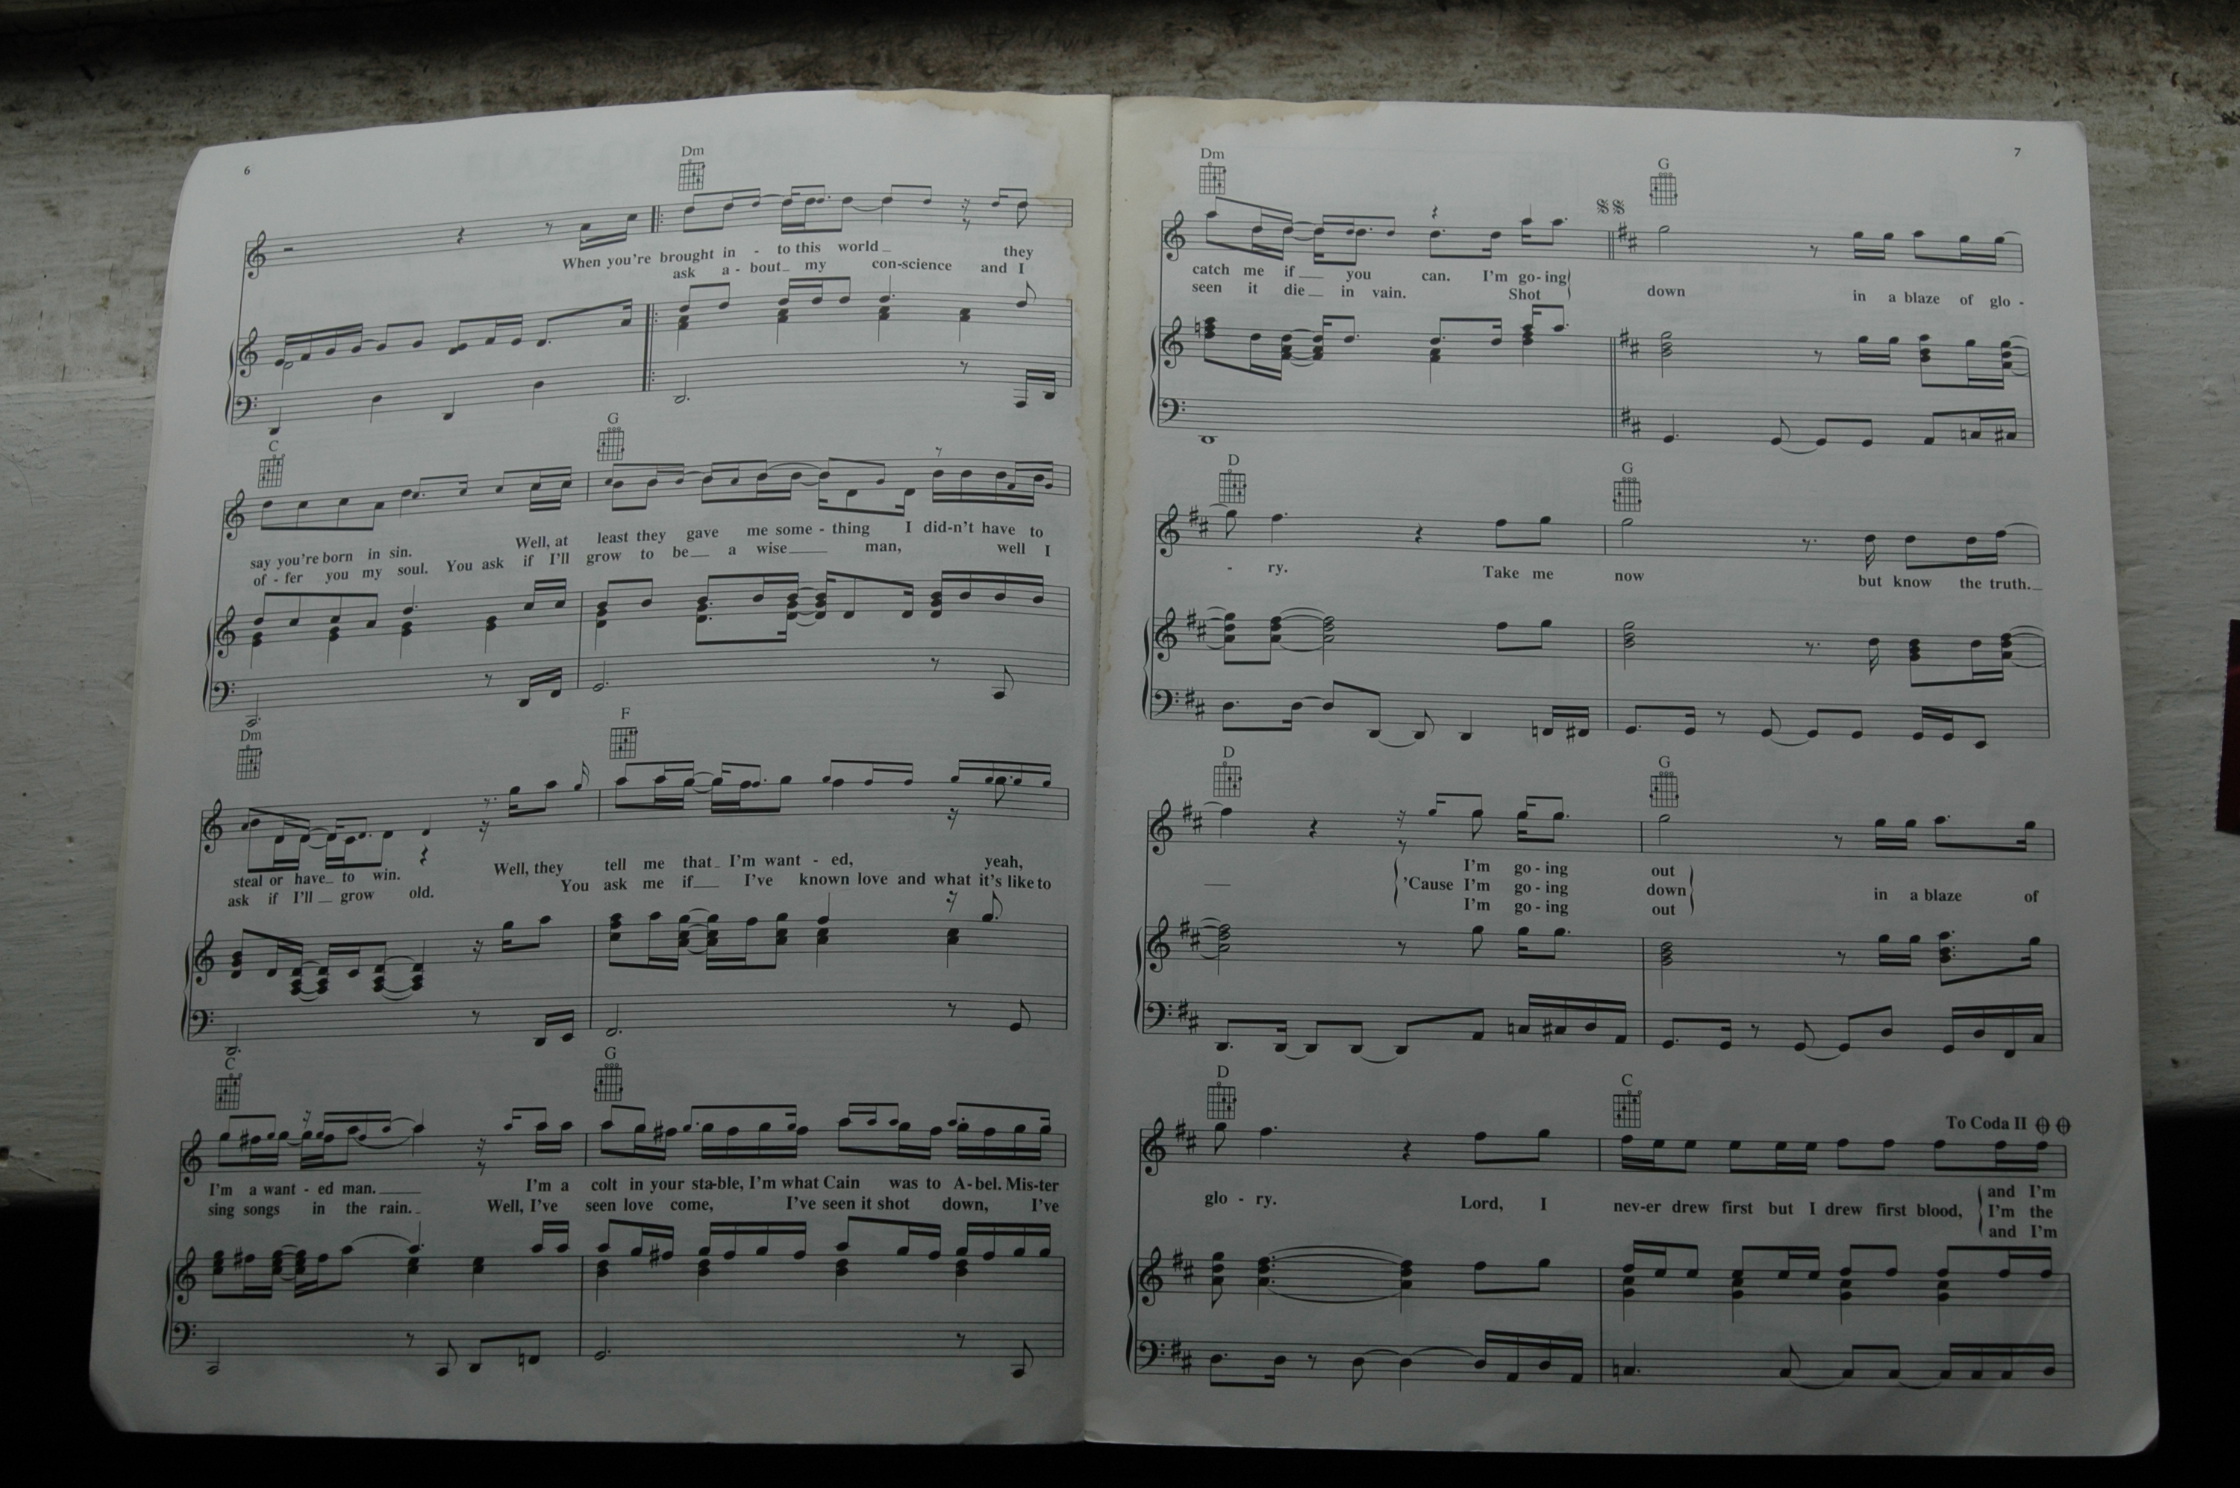 6
Dm
When you're brought in - to this world they
ask a - bout my con-science and I
C G
say you're born in sin. Well, at least they gave me some - thing I did-n't have to
of - fer you my soul. You ask if I'll grow to be a wise man, well I
Dm F
steal or have to win. Well, they tell me that I'm want - ed, yeah,
ask if I'll grow old. You ask me if I've known love and what it's like to
C G
I'm a want - ed man. I'm a colt in your sta-ble, I'm what Cain was to A-bel. Mis-ter
sing songs in the rain. Well, I've seen love come, I've seen it shot down, I've
7
Dm G
catch me if you can. I'm go-ing
seen it die in vain. Shot down in a blaze of glo -
D G
- ry. Take me now but know the truth.
D G
I'm go - ing out
'Cause I'm go - ing down in a blaze of
I'm go - ing out
D C
To Coda II
and I'm
glo - ry. Lord, I nev-er drew first but I drew first blood, I'm the
and I'm